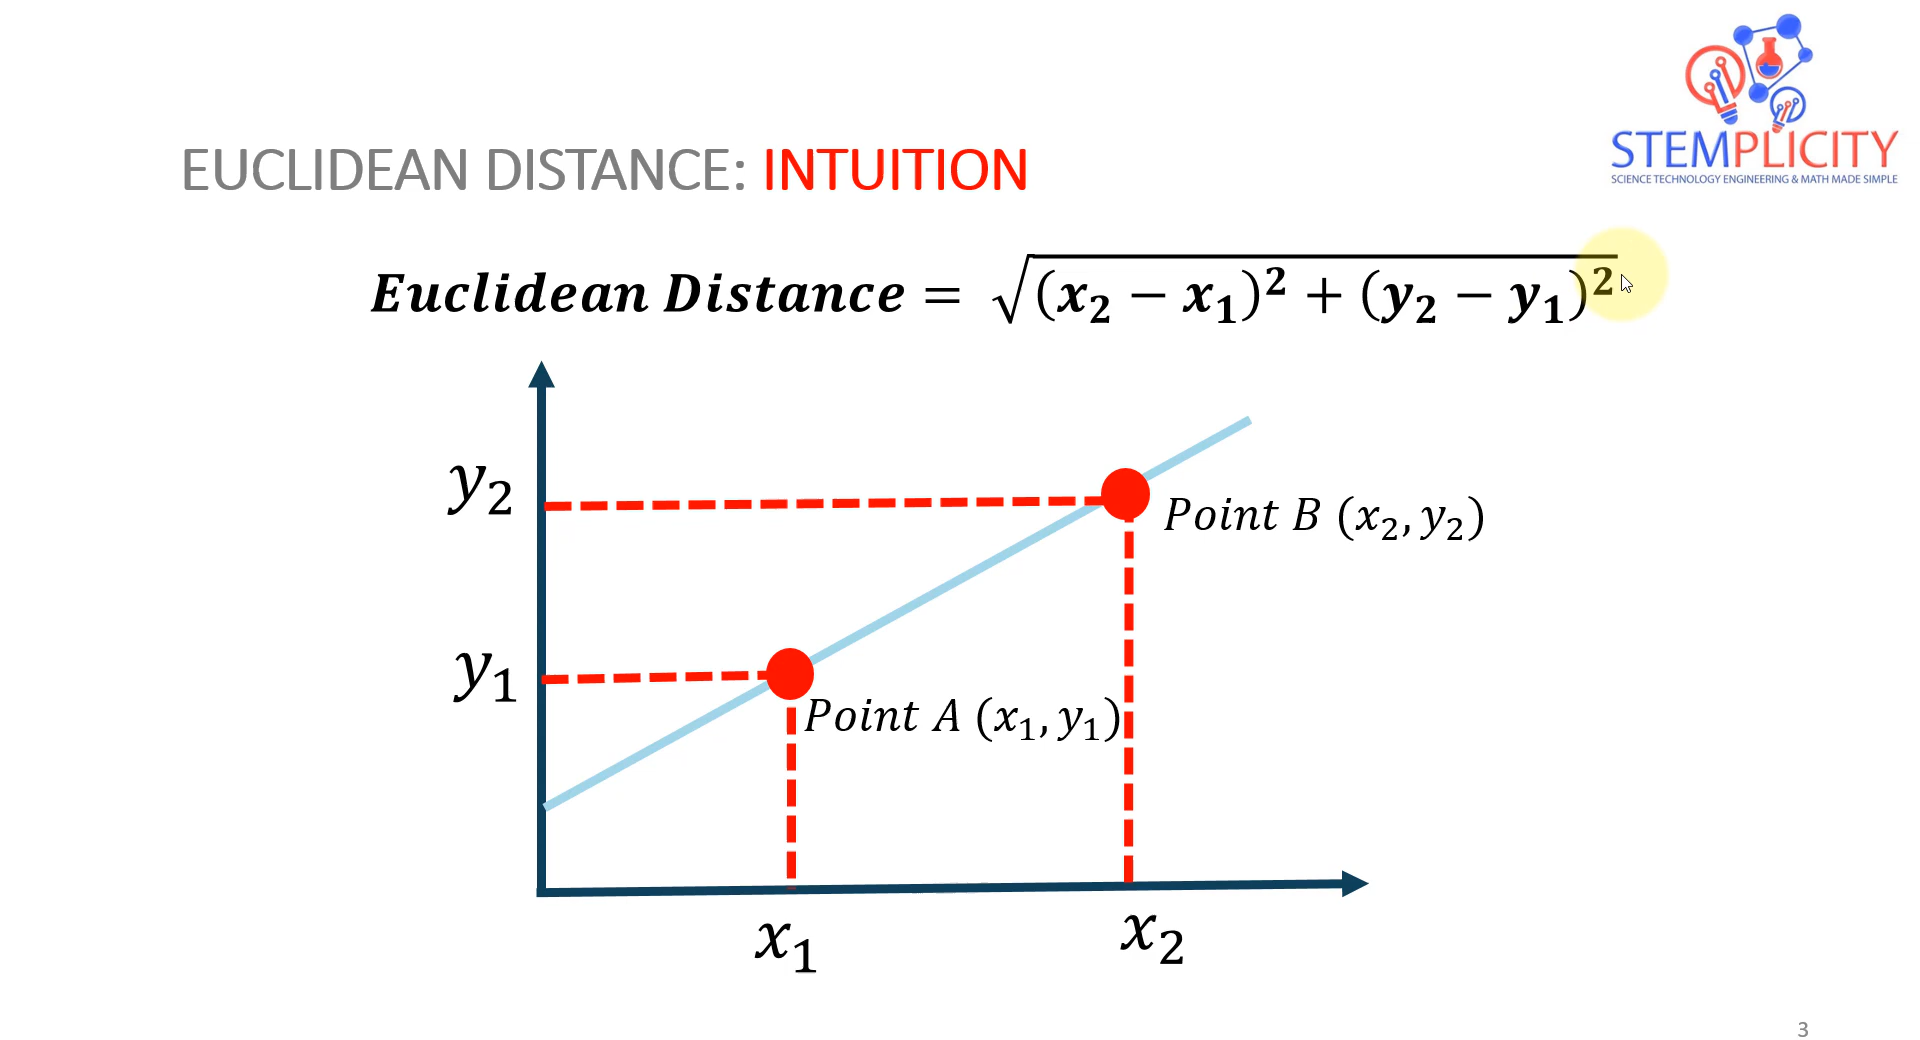 STEMPLICITY
SCIENCE TECHNOLOGY ENGINEERING & MATH MADE SIMPLE
EUCLIDEAN DISTANCE: INTUITION
Euclidean Distance = √(x₂ − x₁)² + (y₂ − y₁)²
y₂
Point B (x₂, y₂)
y₁
Point A (x₁, y₁)
x₁
x₂
3